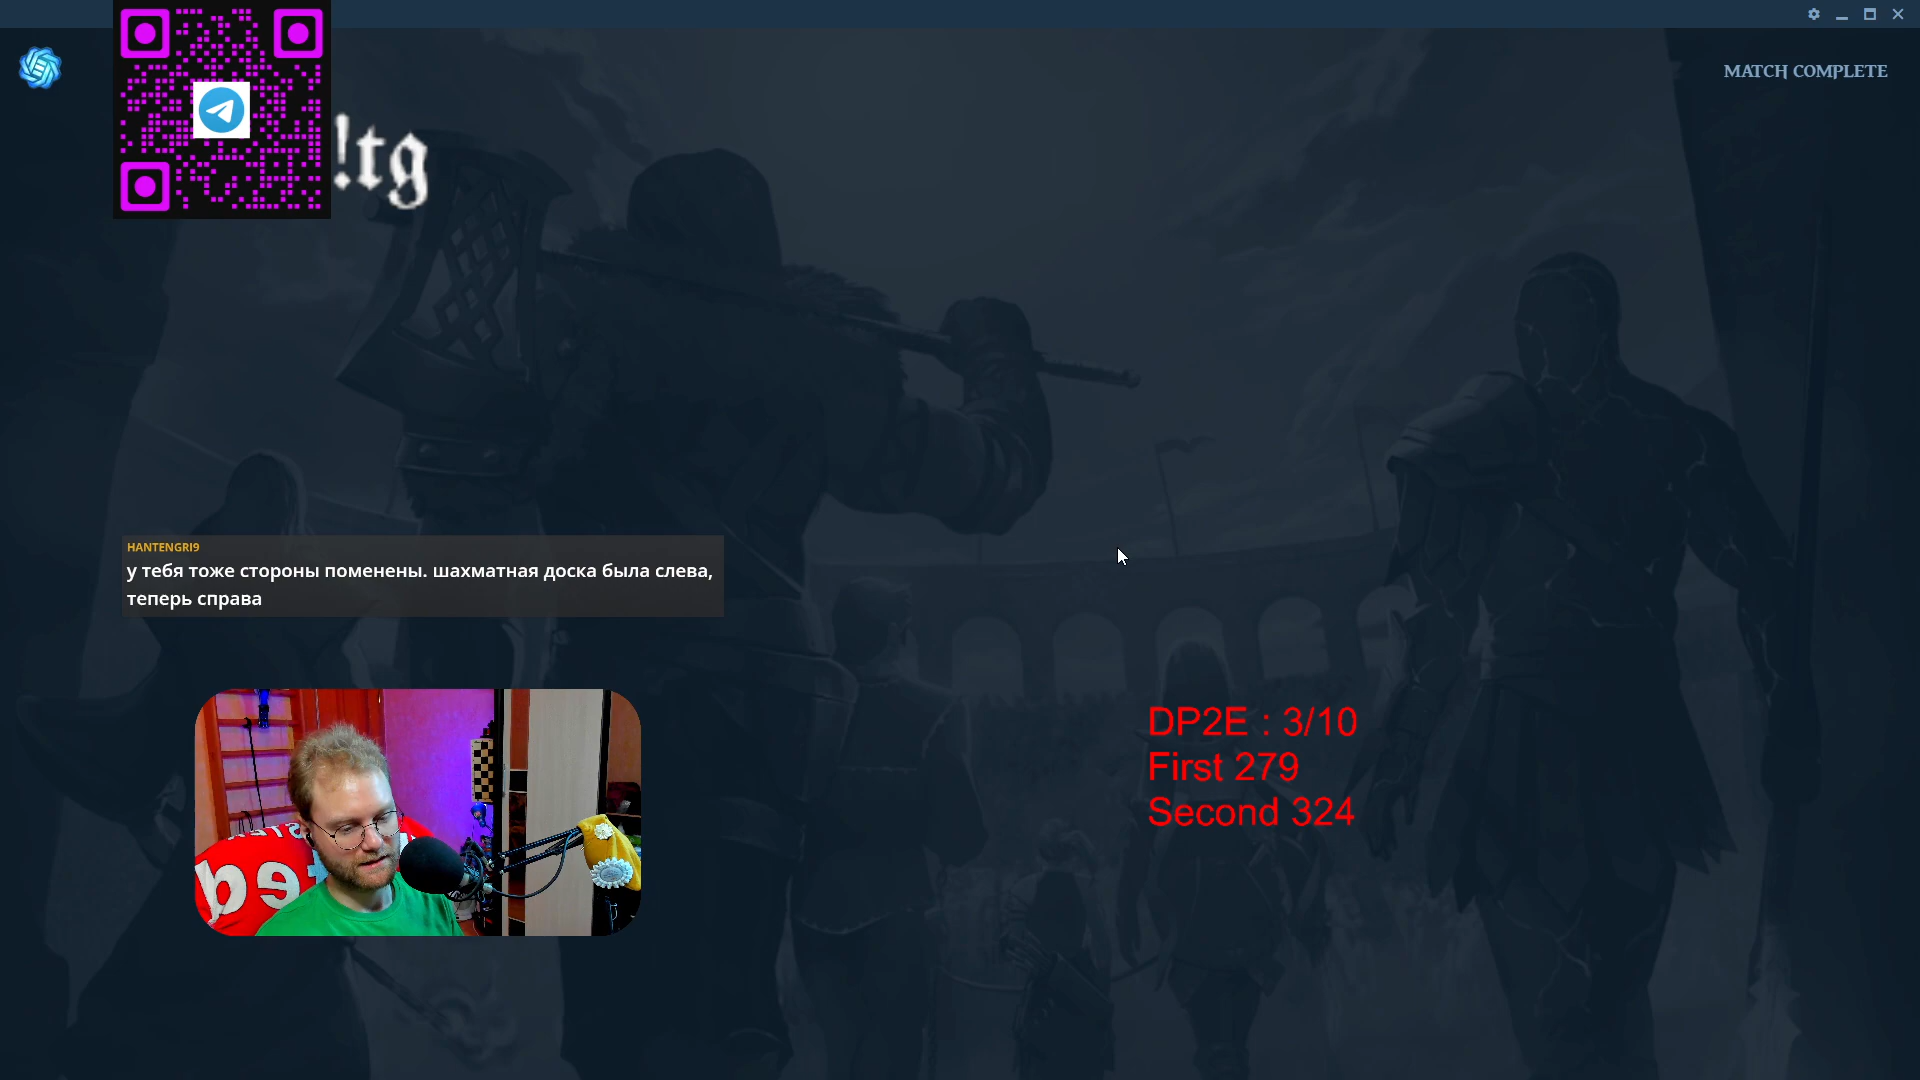 MATCH COMPLETE
!tg
HANTENGRI9
у тебя тоже стороны поменены. шахматная доска была слева,
теперь справа
DP2E : 3/10
First 279
Second 324